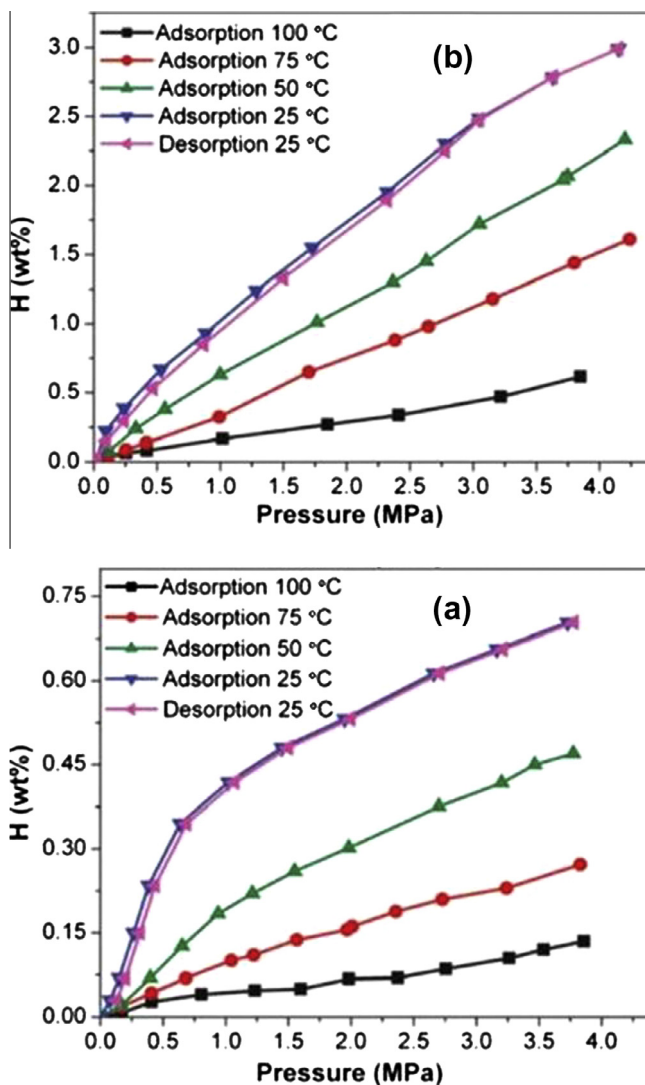 Adsorption 100 °C
Adsorption 75 °C
Adsorption 50 °C
Adsorption 25 °C
Desorption 25 °C
(b)
3.0
2.5
2.0
1.5
1.0
0.5
0.0
H (wt%)
0.0 0.5 1.0 1.5 2.0 2.5 3.0 3.5 4.0
Pressure (MPa)
Adsorption 100 °C
Adsorption 75 °C
Adsorption 50 °C
Adsorption 25 °C
Desorption 25 °C
(a)
0.75
0.60
0.45
0.30
0.15
0.00
H (wt%)
0.0 0.5 1.0 1.5 2.0 2.5 3.0 3.5 4.0
Pressure (MPa)